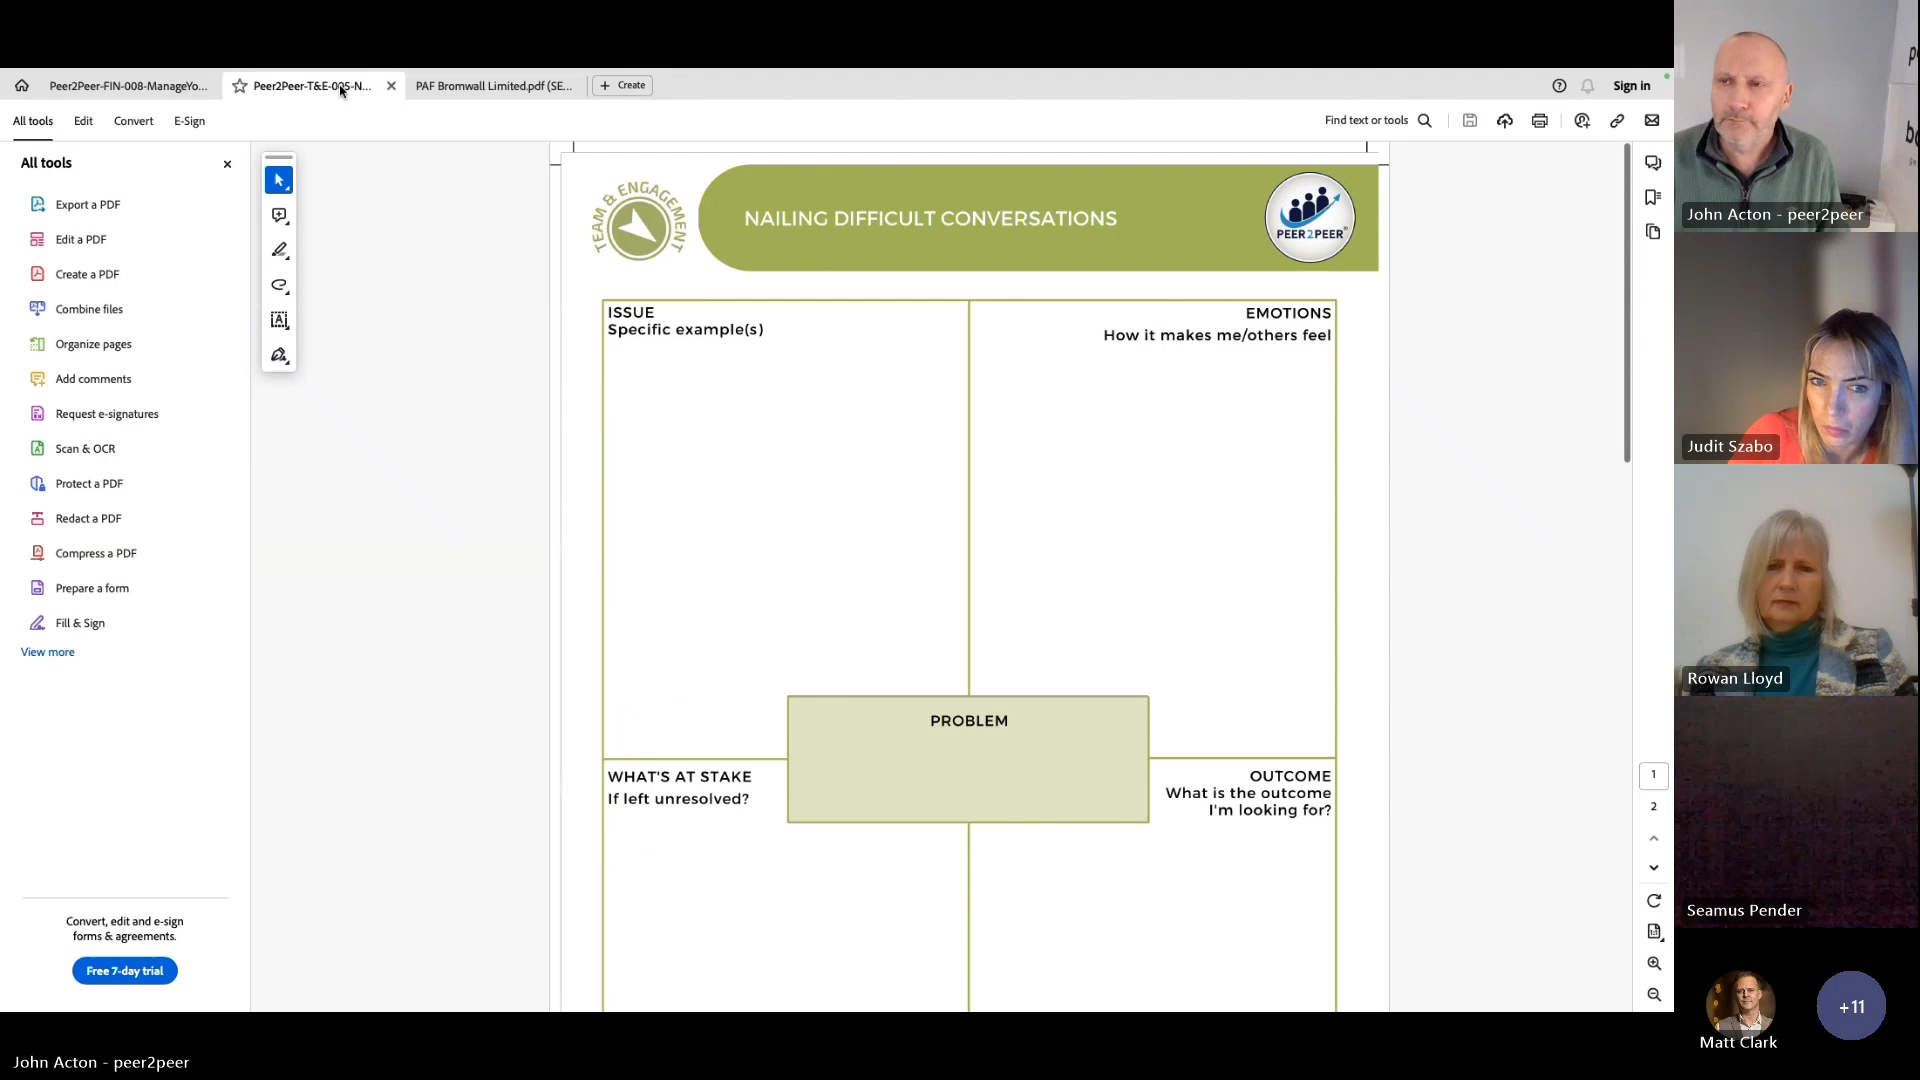 Peer2Peer-FIN-008-ManageYo...
Peer2Peer-T&E-005-N...
PAF Bromwall Limited.pdf (SE...
Create
Sign in
All tools
Edit
Convert
E-Sign
Find text or tools
All tools
Export a PDF
Edit a PDF
Create a PDF
Combine files
Organize pages
Add comments
Request e-signatures
Scan & OCR
Protect a PDF
Redact a PDF
Compress a PDF
Prepare a form
Fill & Sign
View more
Convert, edit and e-sign
forms & agreements.
Free 7-day trial
TEAM & ENGAGEMENT
NAILING DIFFICULT CONVERSATIONS
PEER2PEER®
ISSUE
Specific example(s)
EMOTIONS
How it makes me/others feel
PROBLEM
WHAT'S AT STAKE
If left unresolved?
OUTCOME
What is the outcome
I'm looking for?
1
2
John Acton - peer2peer
Judit Szabo
Rowan Lloyd
Seamus Pender
Matt Clark
+11
John Acton - peer2peer